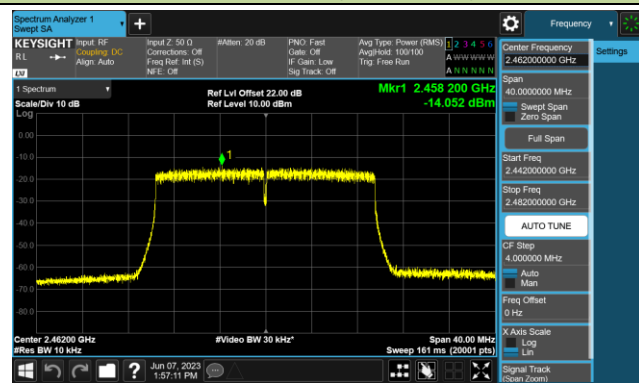 Spectrum Analyzer 1
Swept SA
+
Frequency
KEYSIGHT
R L
LXI
Input: RF
Coupling: DC
Align: Auto
Input Z: 50 Ω
Corrections: Off
Freq Ref: Int (S)
NFE: Off
#Atten: 20 dB
PNO: Fast
Gate: Off
IF Gain: Low
Sig Track: Off
Avg Type: Power (RMS)
Avg|Hold: 100/100
Trig: Free Run
1 2 3 4 5 6
A W W W W W
A N N N N N
1 Spectrum
Scale/Div 10 dB
Log
Ref Lvl Offset 22.00 dB
Ref Level 10.00 dBm
Mkr1 2.458 200 GHz
-14.052 dBm
0.00
-10.0
-20.0
-30.0
-40.0
-50.0
-60.0
-70.0
-80.0
1
Center 2.46200 GHz
#Res BW 10 kHz
#Video BW 30 kHz*
Span 40.00 MHz
Sweep 161 ms (20001 pts)
Jun 07, 2023
1:57:11 PM
?
Center Frequency
2.462000000 GHz
Settings
Span
40.0000000 MHz
Swept Span
Zero Span
Full Span
Start Freq
2.442000000 GHz
Stop Freq
2.482000000 GHz
AUTO TUNE
CF Step
4.000000 MHz
Auto
Man
Freq Offset
0 Hz
X Axis Scale
Log
Lin
Signal Track
(Span Zoom)